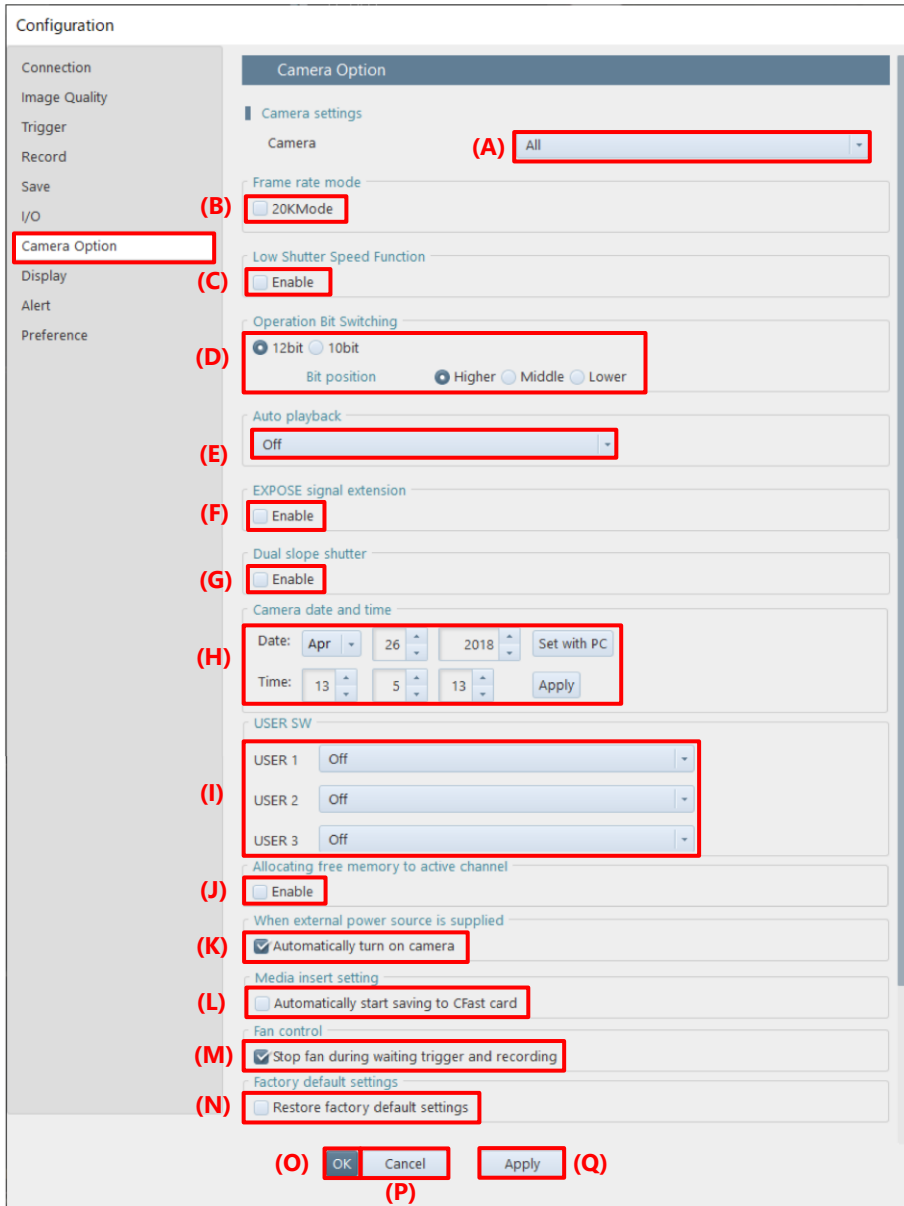 Configuration
Connection
Image Quality
Trigger
Record
Save
I/O
Camera Option
Display
Alert
Preference
Camera Option
Camera settings
Camera (A) All
Frame rate mode
(B) 20KMode
Low Shutter Speed Function
(C) Enable
Operation Bit Switching
(D) 12bit 10bit
Bit position Higher Middle Lower
Auto playback
(E) Off
EXPOSE signal extension
(F) Enable
Dual slope shutter
(G) Enable
Camera date and time
(H) Date: Apr 26 2018 Set with PC
Time: 13 5 13 Apply
USER SW
USER 1 Off
(I) USER 2 Off
USER 3 Off
Allocating free memory to active channel
(J) Enable
When external power source is supplied
(K) Automatically turn on camera
Media insert setting
(L) Automatically start saving to CFast card
Fan control
(M) Stop fan during waiting trigger and recording
Factory default settings
(N) Restore factory default settings
(O) OK Cancel Apply (Q)
(P)